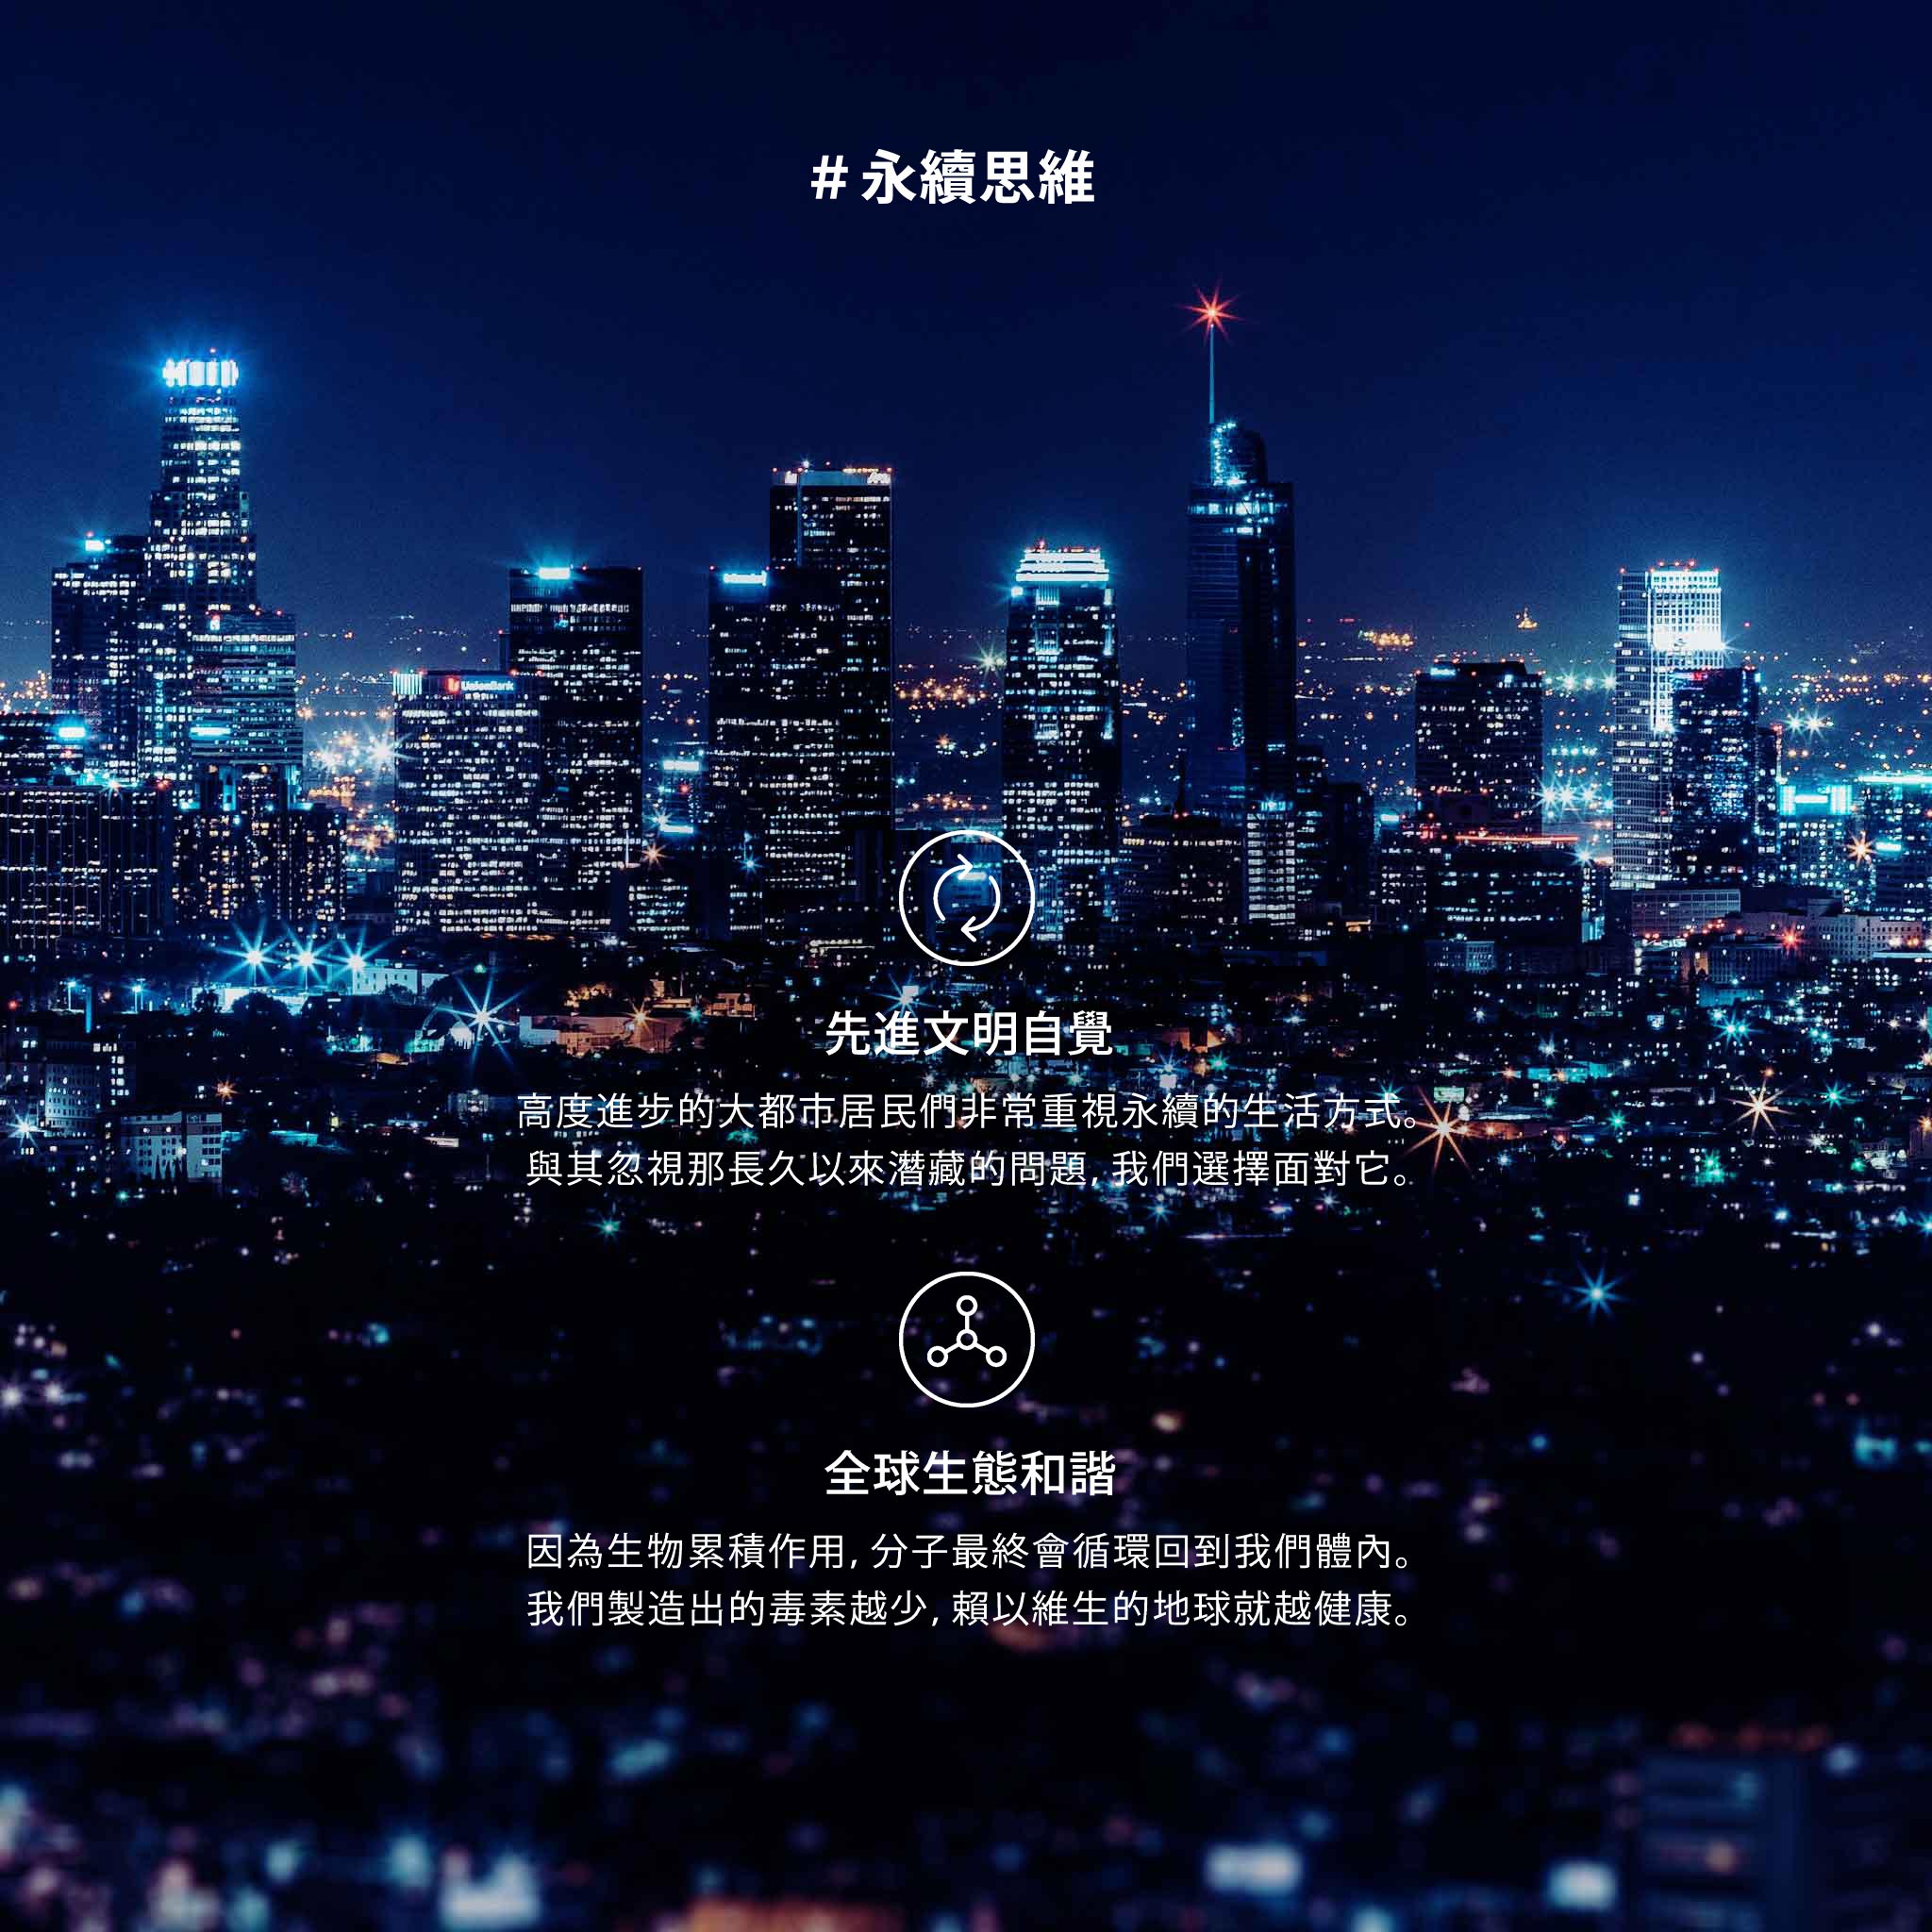 #永續思維
UnionBank
先進文明自覺
高度進步的大都市居民們非常重視永續的生活方式。
與其忽視那長久以來潛藏的問題, 我們選擇面對它。
全球生態和諧
因為生物累積作用, 分子最終會循環回到我們體內。
我們製造出的毒素越少, 賴以維生的地球就越健康。